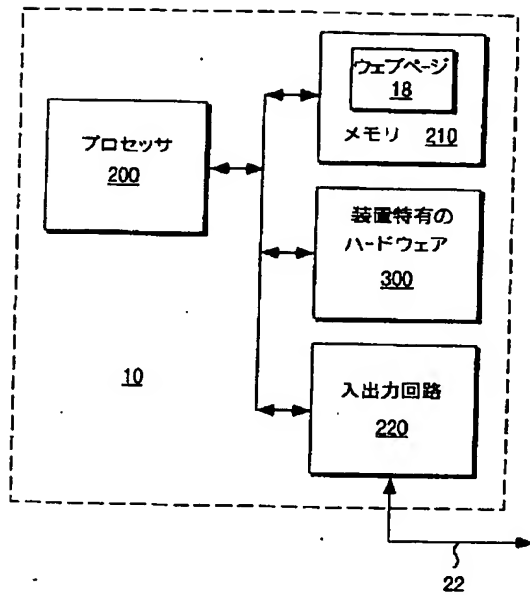 プロセッサ
200
ウェブページ
18
メモリ 210
装置特有の
ハードウェア
300
10
入出力回路
220
22